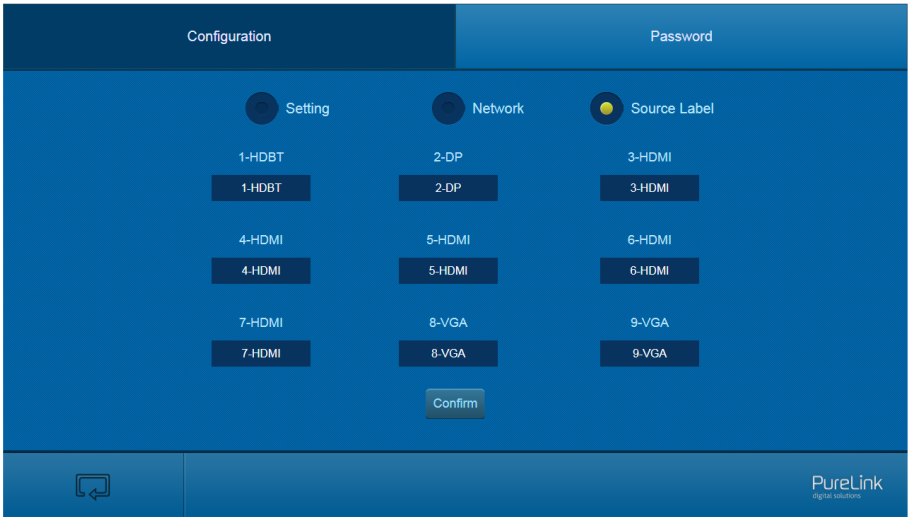 Configuration Password
Setting Network Source Label
1-HDBT 2-DP 3-HDMI
1-HDBT 2-DP 3-HDMI
4-HDMI 5-HDMI 6-HDMI
4-HDMI 5-HDMI 6-HDMI
7-HDMI 8-VGA 9-VGA
7-HDMI 8-VGA 9-VGA
Confirm
PureLink
digital solutions